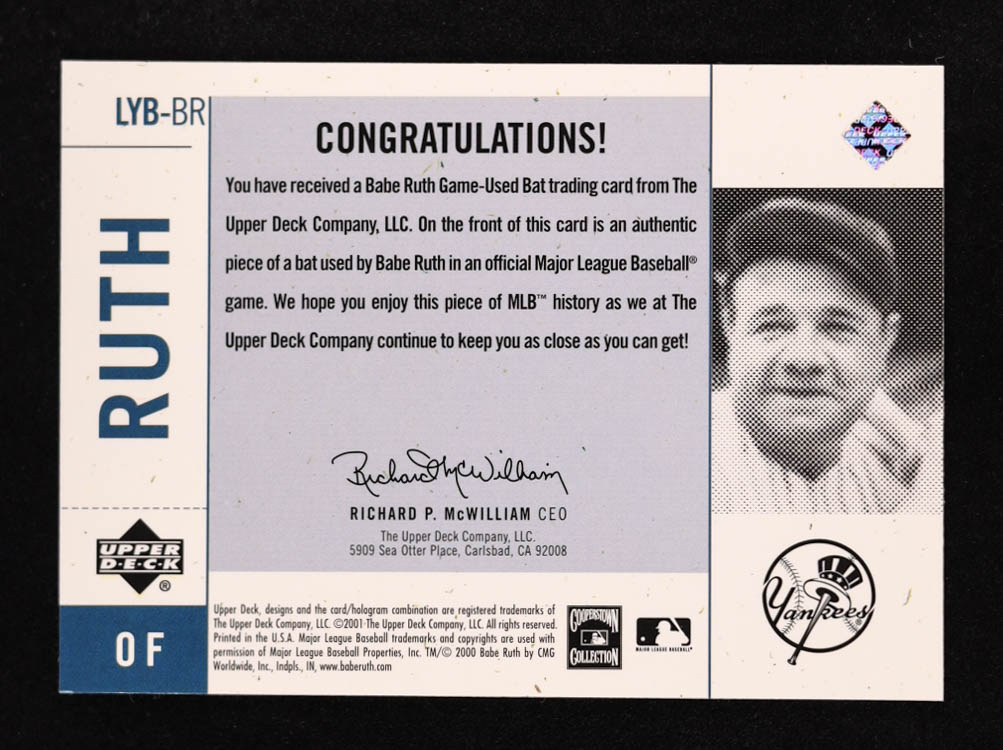 LYB-BR
RUTH
UPPER
D·E·C·K
®
OF
CONGRATULATIONS!
You have received a Babe Ruth Game-Used Bat trading card from The
Upper Deck Company, LLC. On the front of this card is an authentic
piece of a bat used by Babe Ruth in an official Major League Baseball®
game. We hope you enjoy this piece of MLB™ history as we at The
Upper Deck Company continue to keep you as close as you can get!
Richard McWilliam
RICHARD P. McWILLIAM CEO
The Upper Deck Company, LLC.
5909 Sea Otter Place, Carlsbad, CA 92008
Upper Deck, designs and the card/hologram combination are registered trademarks of
The Upper Deck Company, LLC. ©2001 The Upper Deck Company, LLC. All rights reserved.
Printed in the U.S.A. Major League Baseball trademarks and copyrights are used with
permission of Major League Baseball Properties, Inc. TM/© 2000 Babe Ruth by CMG
Worldwide, Inc., Indpls., IN, www.baberuth.com
COOPERSTOWN
COLLECTION
MAJOR LEAGUE BASEBALL
Yankees